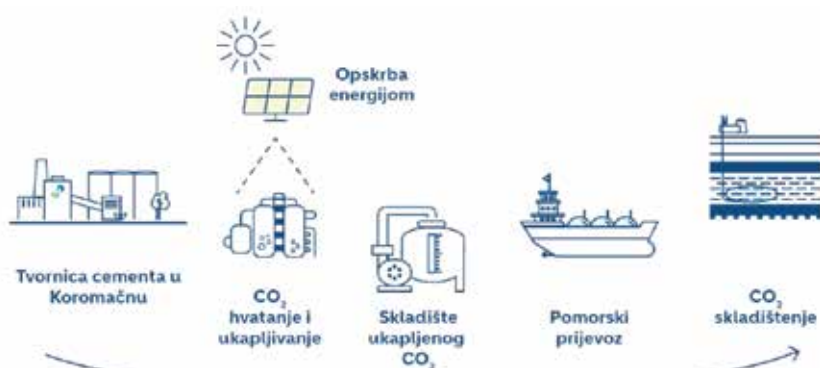 Opskrba
energijom
Tvornica cementa u
Koromačnu
CO₂
hvatanje i
ukapljivanje
Skladište
ukapljenog
CO₂
Pomorski
prijevoz
CO₂
skladištenje